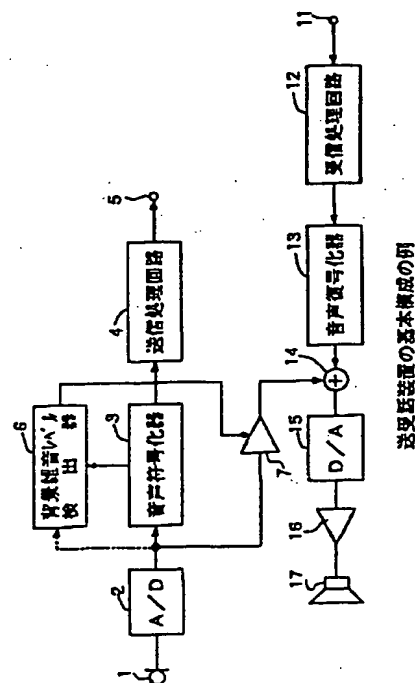 1
A/D
2
音声符号化器
3
背景雑音レベル
検出器
6
送信処理回路
4
5
7
11
受信処理回路
12
音声復号化器
13
14
D/A
15
16
17
送受話装置の基本構成の例